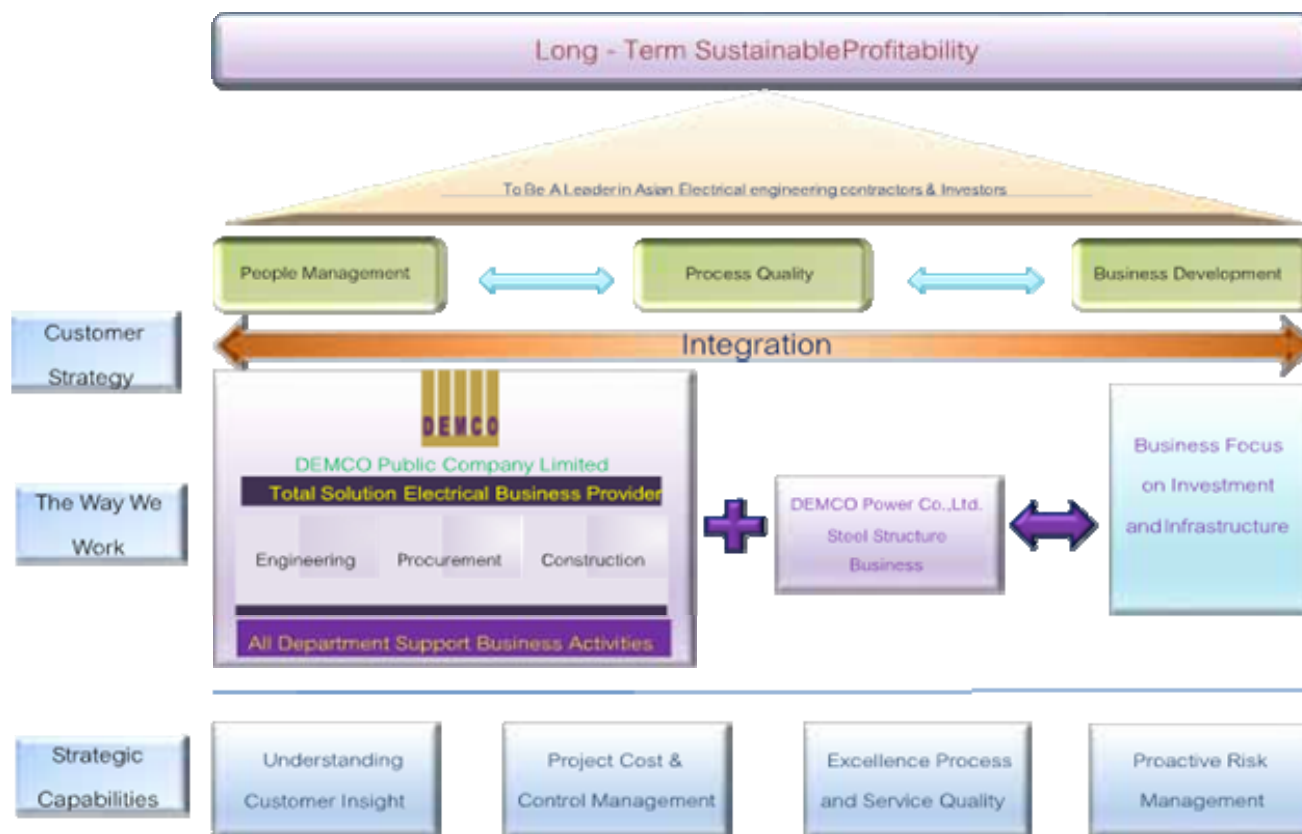 Long - Term SustainableProfitability
To Be A Leader in Asian Electrical engineering contractors & Investors
People Management
Process Quality
Business Development
Customer
Strategy
Integration
DEMCO
DEMCO Public Company Limited
Total Solution Electrical Business Provider
Engineering
Procurement
Construction
All Department Support Business Activities
The Way We
Work
DEMCO Power Co.,Ltd.
Steel Structure
Business
Business Focus
on Investment
and Infrastructure
Strategic
Capabilities
Understanding
Customer Insight
Project Cost &
Control Management
Excellence Process
and Service Quality
Proactive Risk
Management